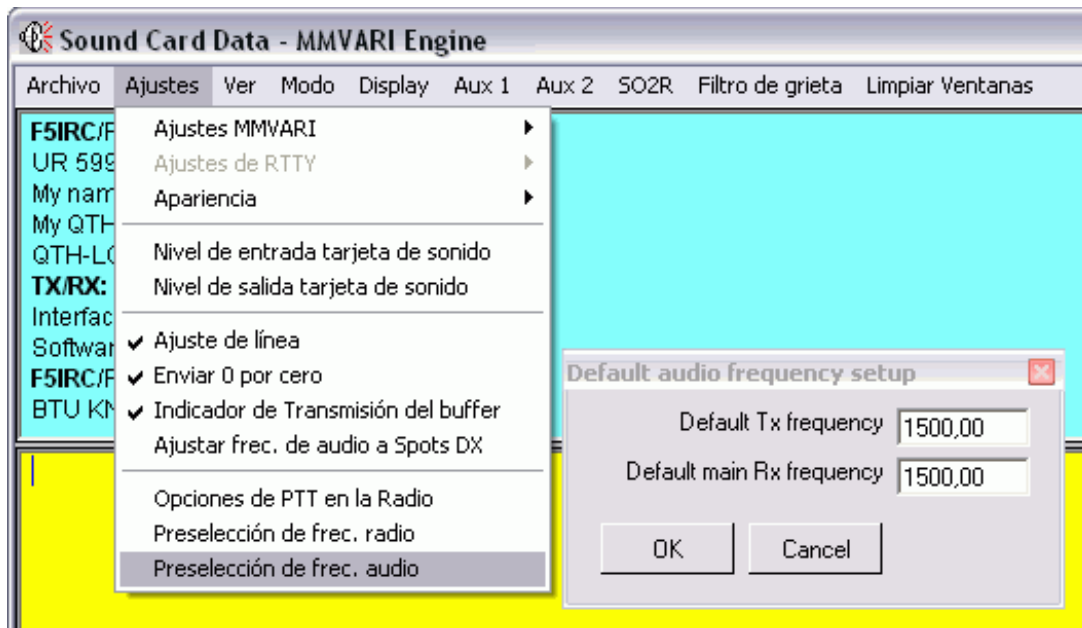 Sound Card Data - MMVARI Engine
Archivo Ajustes Ver Modo Display Aux 1 Aux 2 SO2R Filtro de grieta Limpiar Ventanas
F5IRC/F
UR 599
My nam
My QTH
QTH-LO
TX/RX:
Interfac
Softwar
F5IRC/F
BTU KN
Ajustes MMVARI
Ajustes de RTTY
Apariencia
Nivel de entrada tarjeta de sonido
Nivel de salida tarjeta de sonido
Ajuste de línea
Enviar 0 por cero
Indicador de Transmisión del buffer
Ajustar frec. de audio a Spots DX
Opciones de PTT en la Radio
Preselección de frec. radio
Preselección de frec. audio
Default audio frequency setup
Default Tx frequency 1500,00
Default main Rx frequency 1500,00
OK Cancel